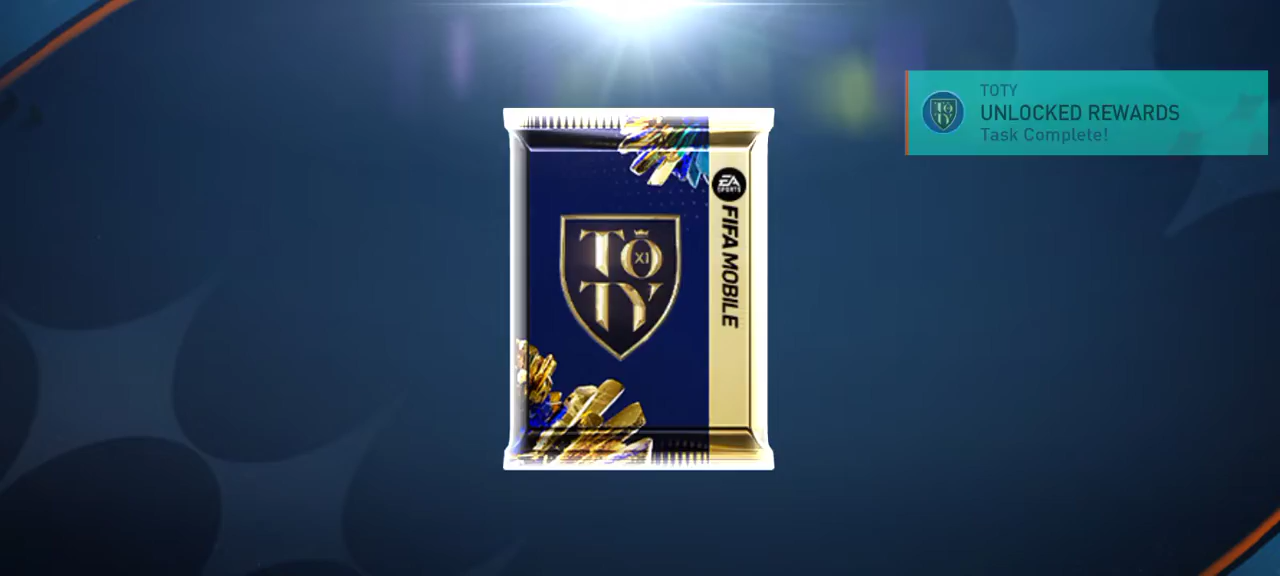 TOTY
UNLOCKED REWARDS
Task Complete!
EA
SPORTS
FIFA MOBILE
TO
XI
TY